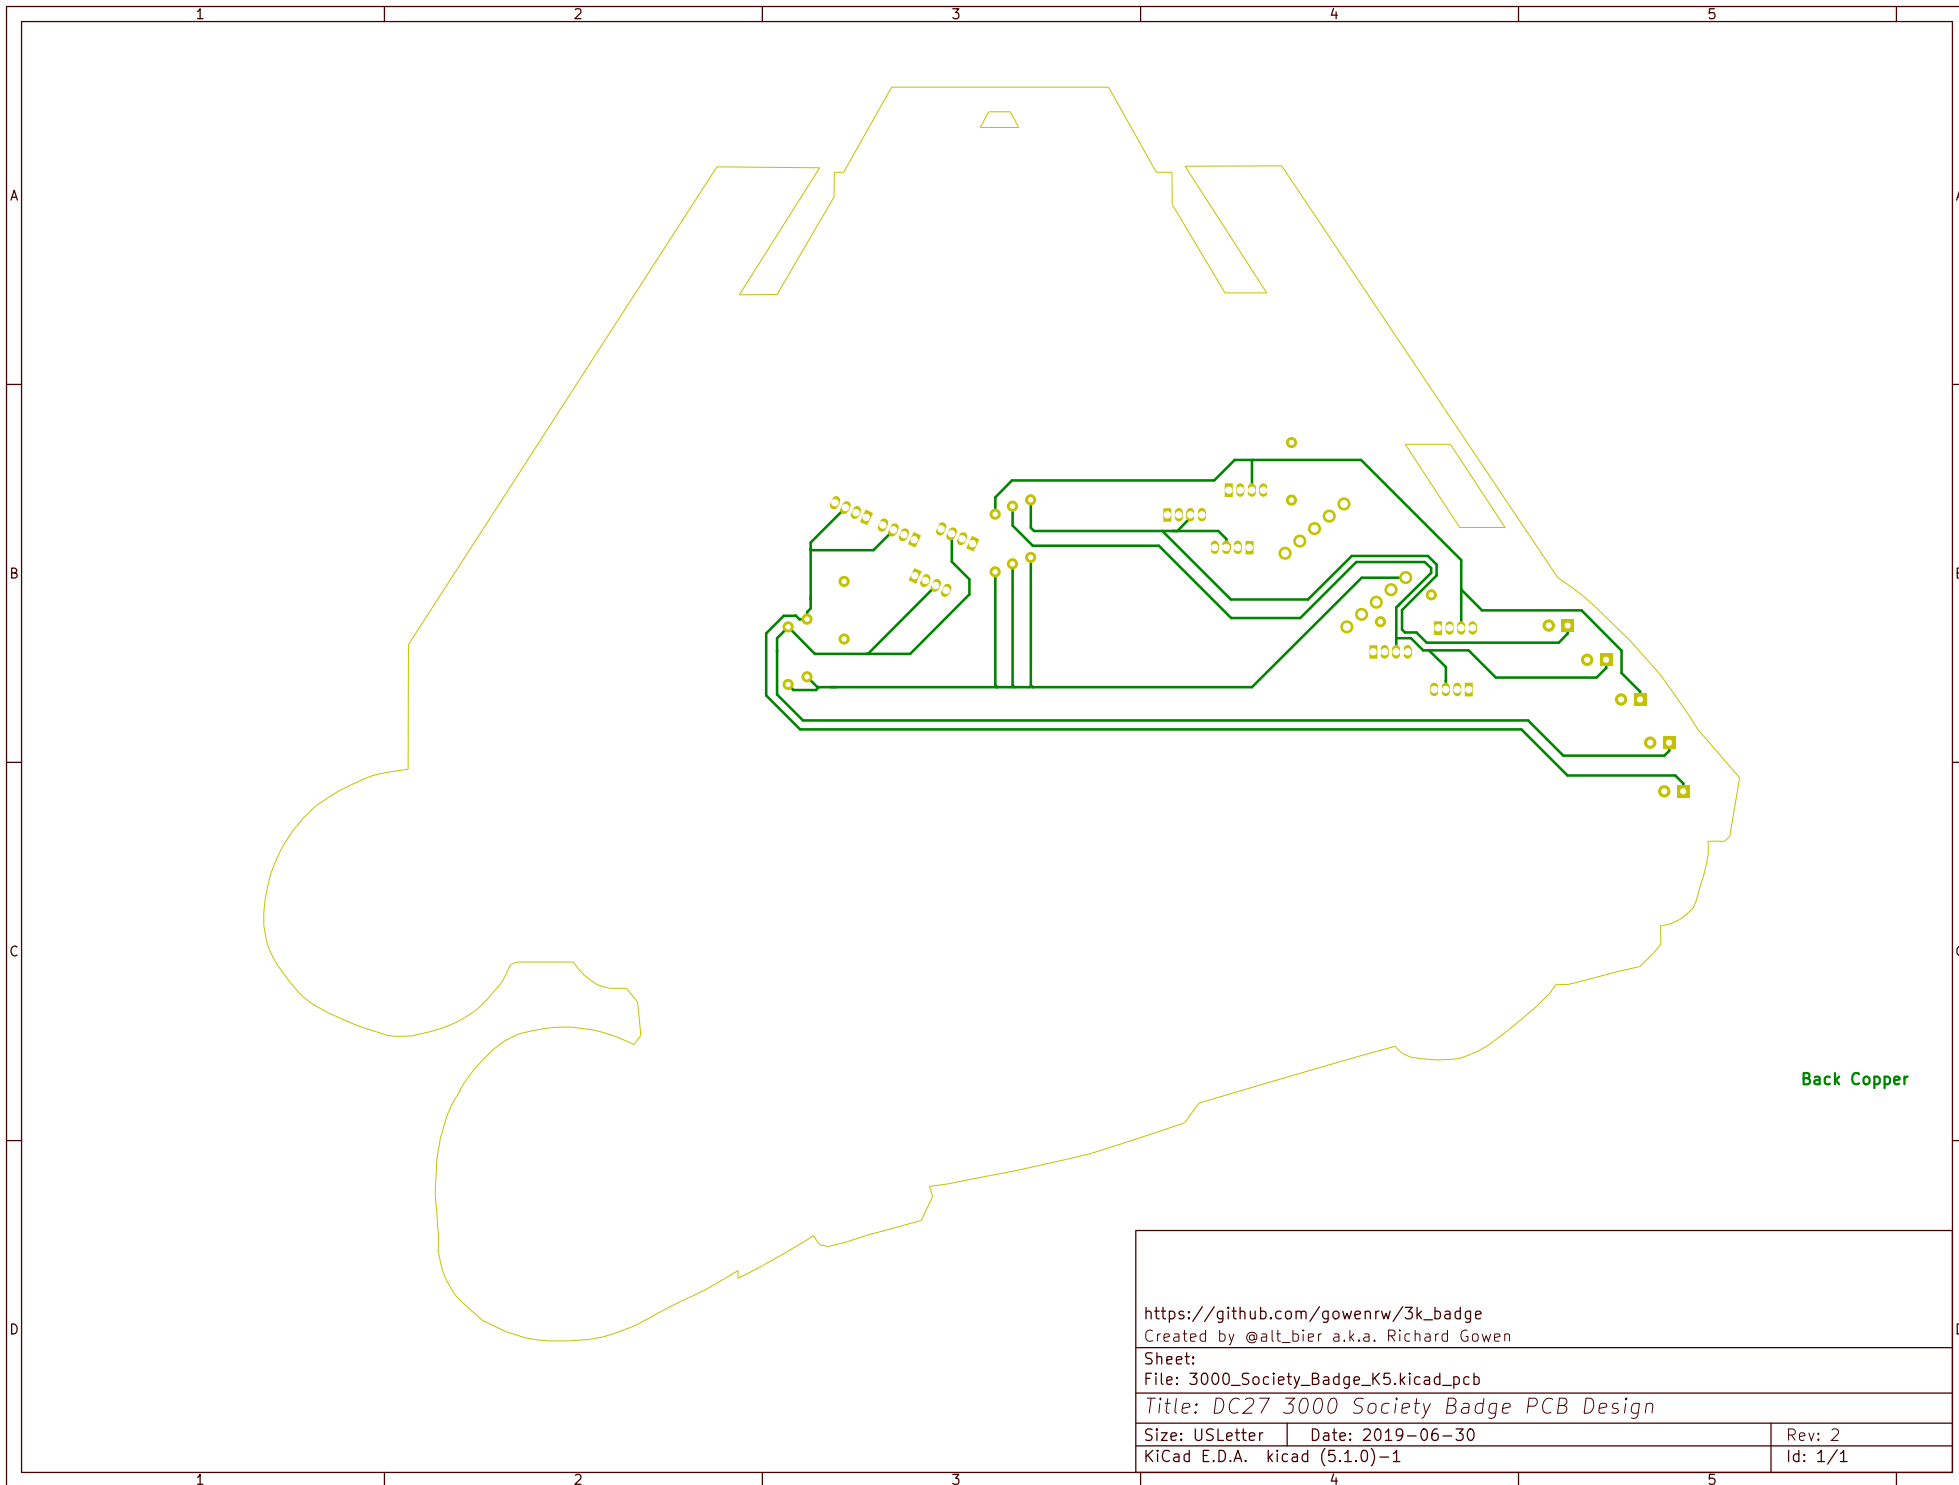 1 2 3 4 5
A A
B B
C C
Back Copper
D D
https://github.com/gowenrw/3k_badge
Created by @alt_bier a.k.a. Richard Gowen
Sheet:
File: 3000_Society_Badge_K5.kicad_pcb
Title: DC27 3000 Society Badge PCB Design
Size: USLetter Date: 2019-06-30 Rev: 2
KiCad E.D.A. kicad (5.1.0)-1 Id: 1/1
1 2 3 4 5